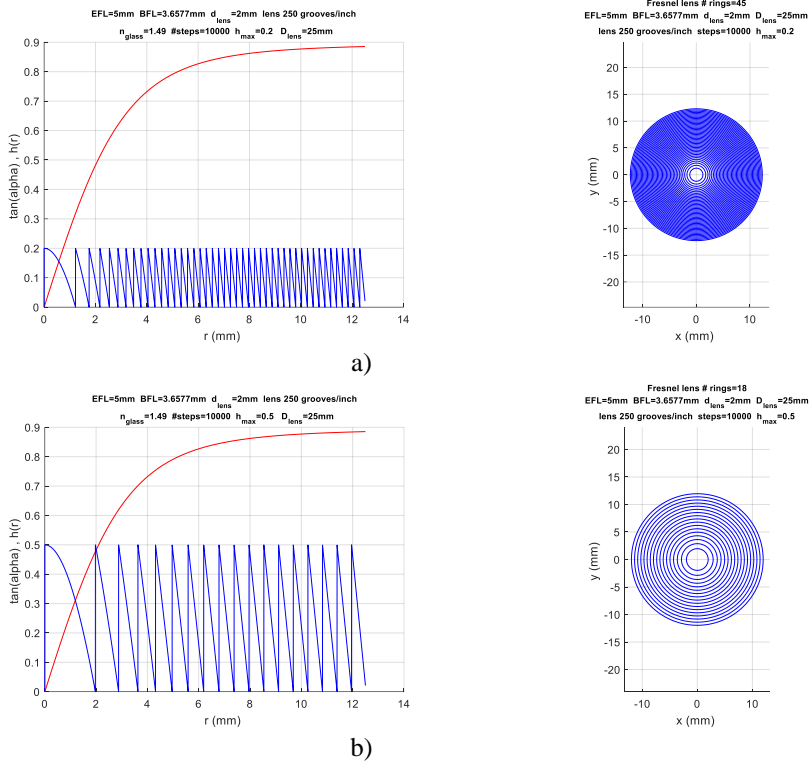 EFL=5mm BFL=3.6577mm d_lens=2mm lens 250 grooves/inch
n_glass=1.49 #steps=10000 h_max=0.2 D_lens=25mm
0.9
0.8
0.7
0.6
0.5
0.4
0.3
0.2
0.1
0
tan(alpha) , h(r)
0 2 4 6 8 10 12 14
r (mm)
Fresnel lens # rings=45
EFL=5mm BFL=3.6577mm d_lens=2mm D_lens=25mm
lens 250 grooves/inch steps=10000 h_max=0.2
20
15
10
5
0
-5
-10
-15
-20
y (mm)
-10 0 10
x (mm)
a)
EFL=5mm BFL=3.6577mm d_lens=2mm lens 250 grooves/inch
n_glass=1.49 #steps=10000 h_max=0.5 D_lens=25mm
0.9
0.8
0.7
0.6
0.5
0.4
0.3
0.2
0.1
0
tan(alpha) , h(r)
0 2 4 6 8 10 12 14
r (mm)
Fresnel lens # rings=18
EFL=5mm BFL=3.6577mm d_lens=2mm D_lens=25mm
lens 250 grooves/inch steps=10000 h_max=0.5
20
15
10
5
0
-5
-10
-15
-20
y (mm)
-10 0 10
x (mm)
b)